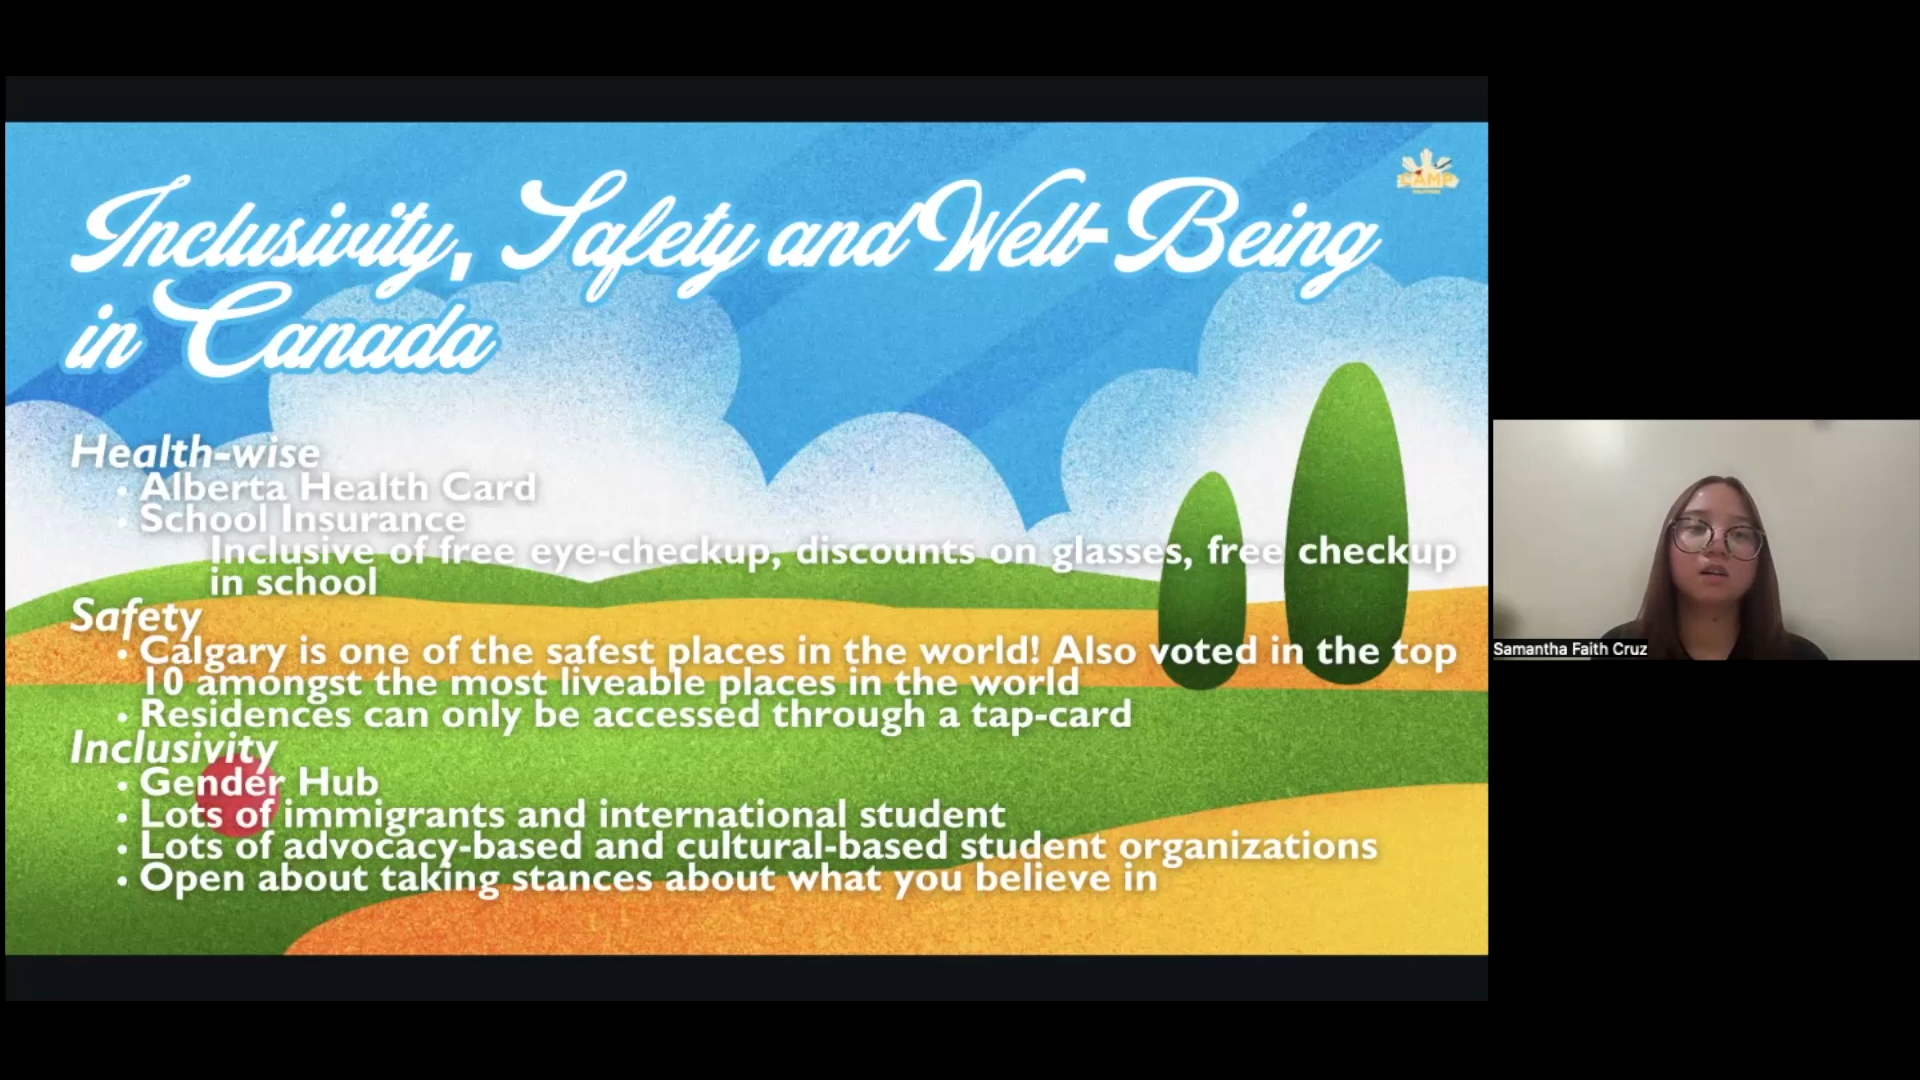 Inclusivity, Safety and Well-Being
in Canada
CAMP
Health-wise
• Alberta Health Card
• School Insurance
Inclusive of free eye-checkup, discounts on glasses, free checkup
in school
Safety
• Calgary is one of the safest places in the world! Also voted in the top
10 amongst the most liveable places in the world
• Residences can only be accessed through a tap-card
Inclusivity
• Gender Hub
• Lots of immigrants and international student
• Lots of advocacy-based and cultural-based student organizations
• Open about taking stances about what you believe in
Samantha Faith Cruz